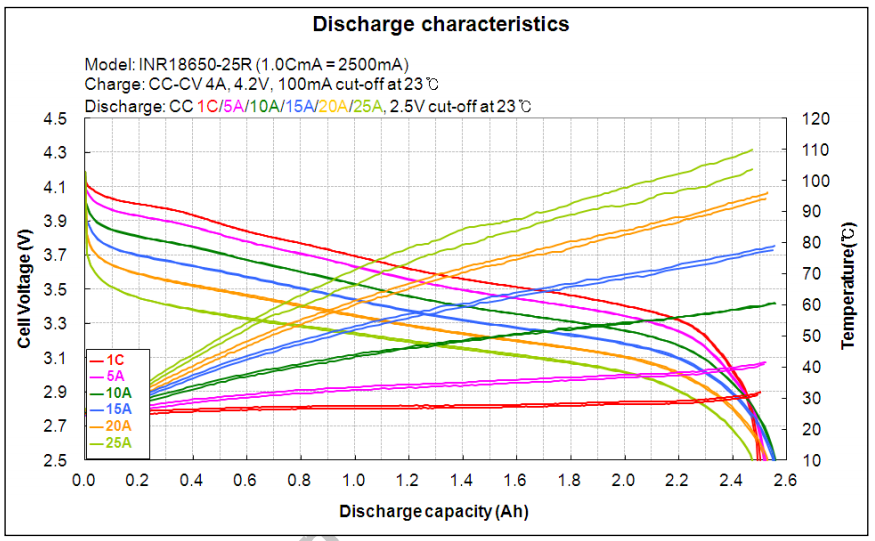 Discharge characteristics
Model: INR18650-25R (1.0CmA = 2500mA)
Charge: CC-CV 4A, 4.2V, 100mA cut-off at 23℃
Discharge: CC 1C/5A/10A/15A/20A/25A, 2.5V cut-off at 23℃
Cell Voltage (V)
4.5
4.3
4.1
3.9
3.7
3.5
3.3
3.1
2.9
2.7
2.5
1C
5A
10A
15A
20A
25A
120
110
100
90
80
70
60
50
40
30
20
10
Temperature(℃)
0.0 0.2 0.4 0.6 0.8 1.0 1.2 1.4 1.6 1.8 2.0 2.2 2.4 2.6
Discharge capacity (Ah)